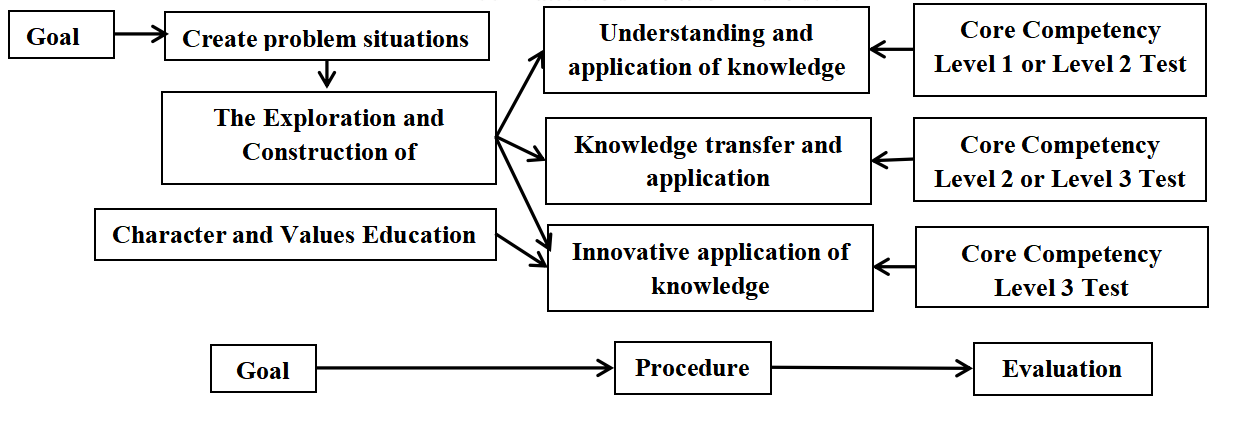 Goal
Create problem situations
The Exploration and
Construction of
Character and Values Education
Understanding and
application of knowledge
Knowledge transfer and
application
Innovative application of
knowledge
Core Competency
Level 1 or Level 2 Test
Core Competency
Level 2 or Level 3 Test
Core Competency
Level 3 Test
Goal
Procedure
Evaluation